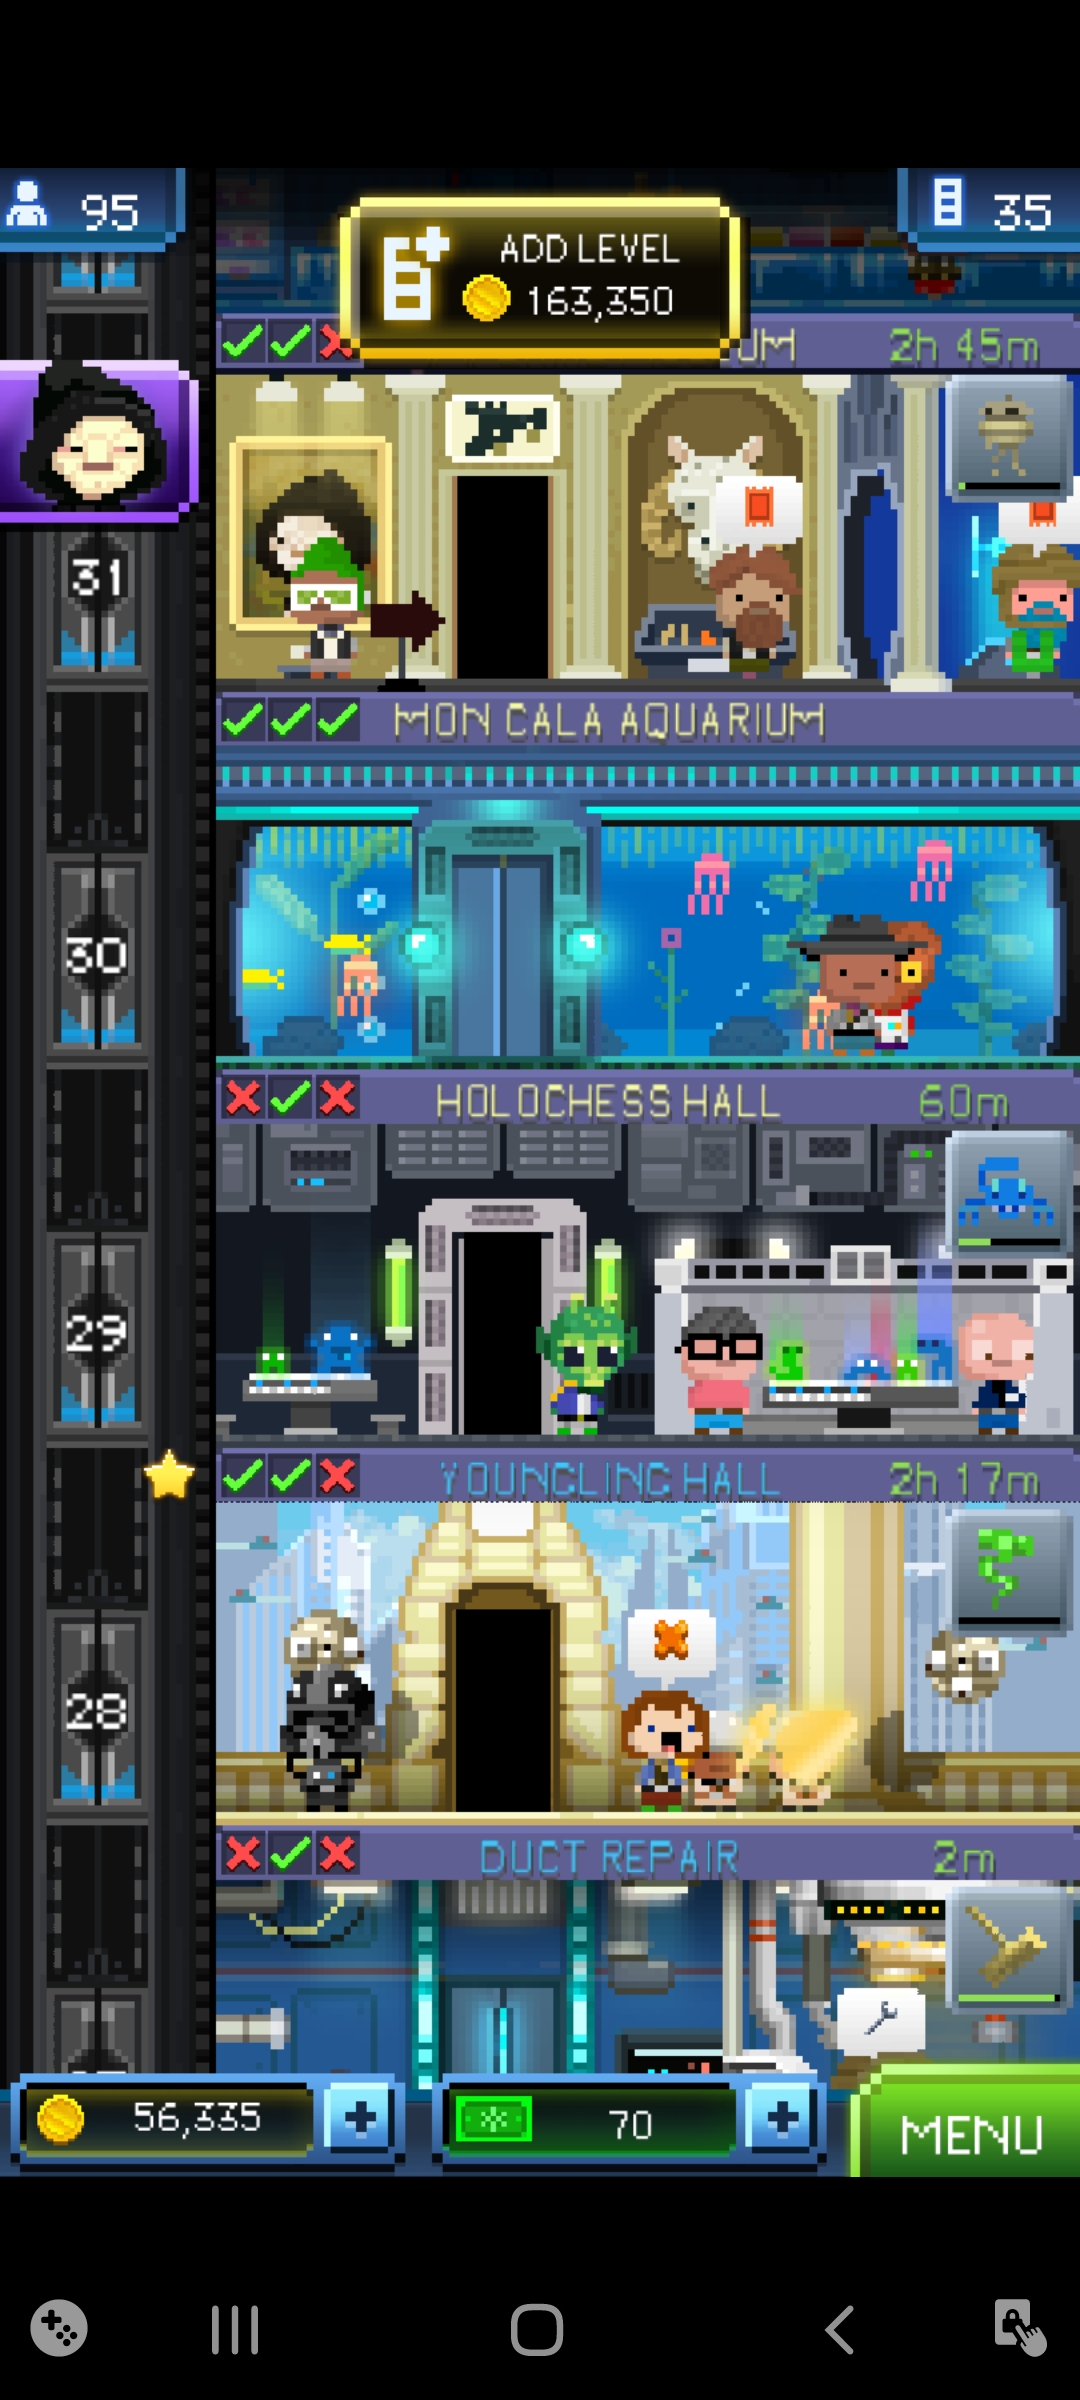 95
ADD LEVEL
163,350
35
UM
2h 45m
31
MON CALA AQUARIUM
30
HOLOCHESS HALL
60m
29
YOUNGLING HALL
2h 17m
28
DUCT REPAIR
2m
56,335
70
MENU